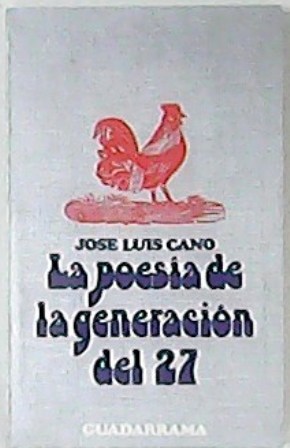 JOSE LUIS CANO
La poesía de
la generación
del 27
GUADARRAMA